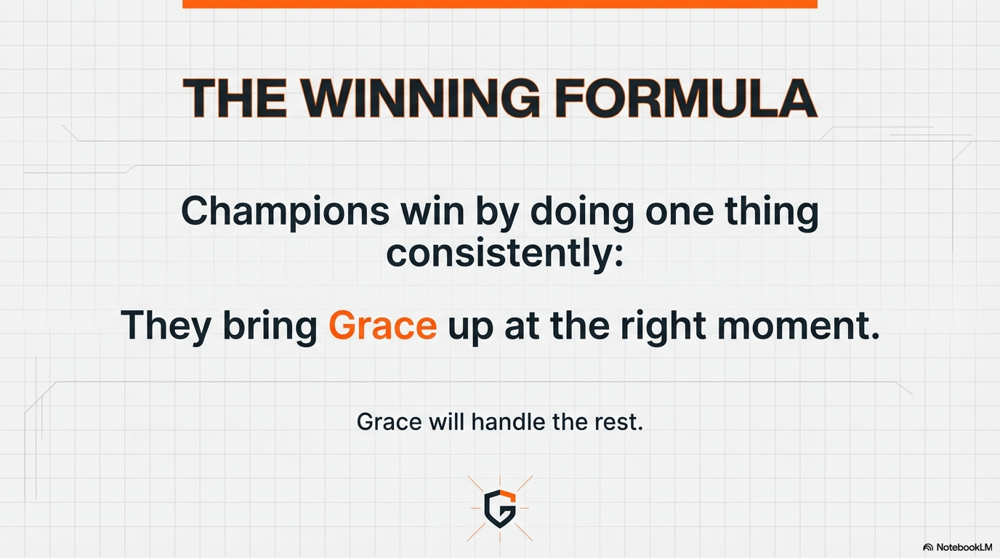 THE WINNING FORMULA
Champions win by doing one thing
consistently:
They bring Grace up at the right moment.
Grace will handle the rest.
G
NotebookLM